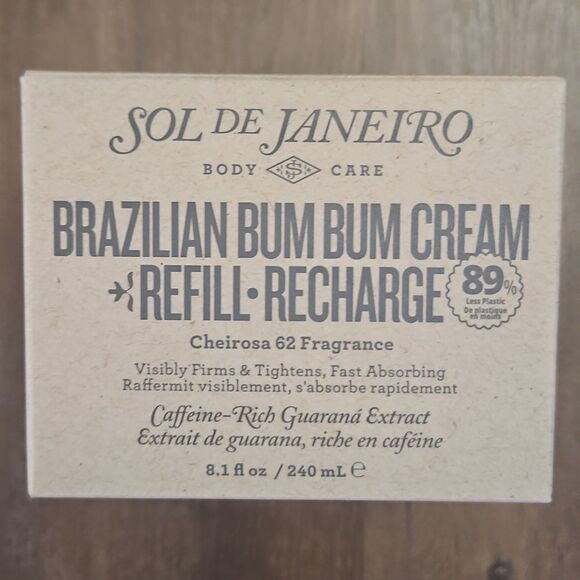 SOL DE JANEIRO
BODY CARE
BRAZILIAN BUM BUM CREAM
REFILL • RECHARGE
89%
Less Plastic
De plastique
en moins
Cheirosa 62 Fragrance
Visibly Firms & Tightens, Fast Absorbing
Raffermit visiblement, s'absorbe rapidement
Caffeine-Rich Guaraná Extract
Extrait de guarana, riche en caféine
8.1 fl oz / 240 mL ℮